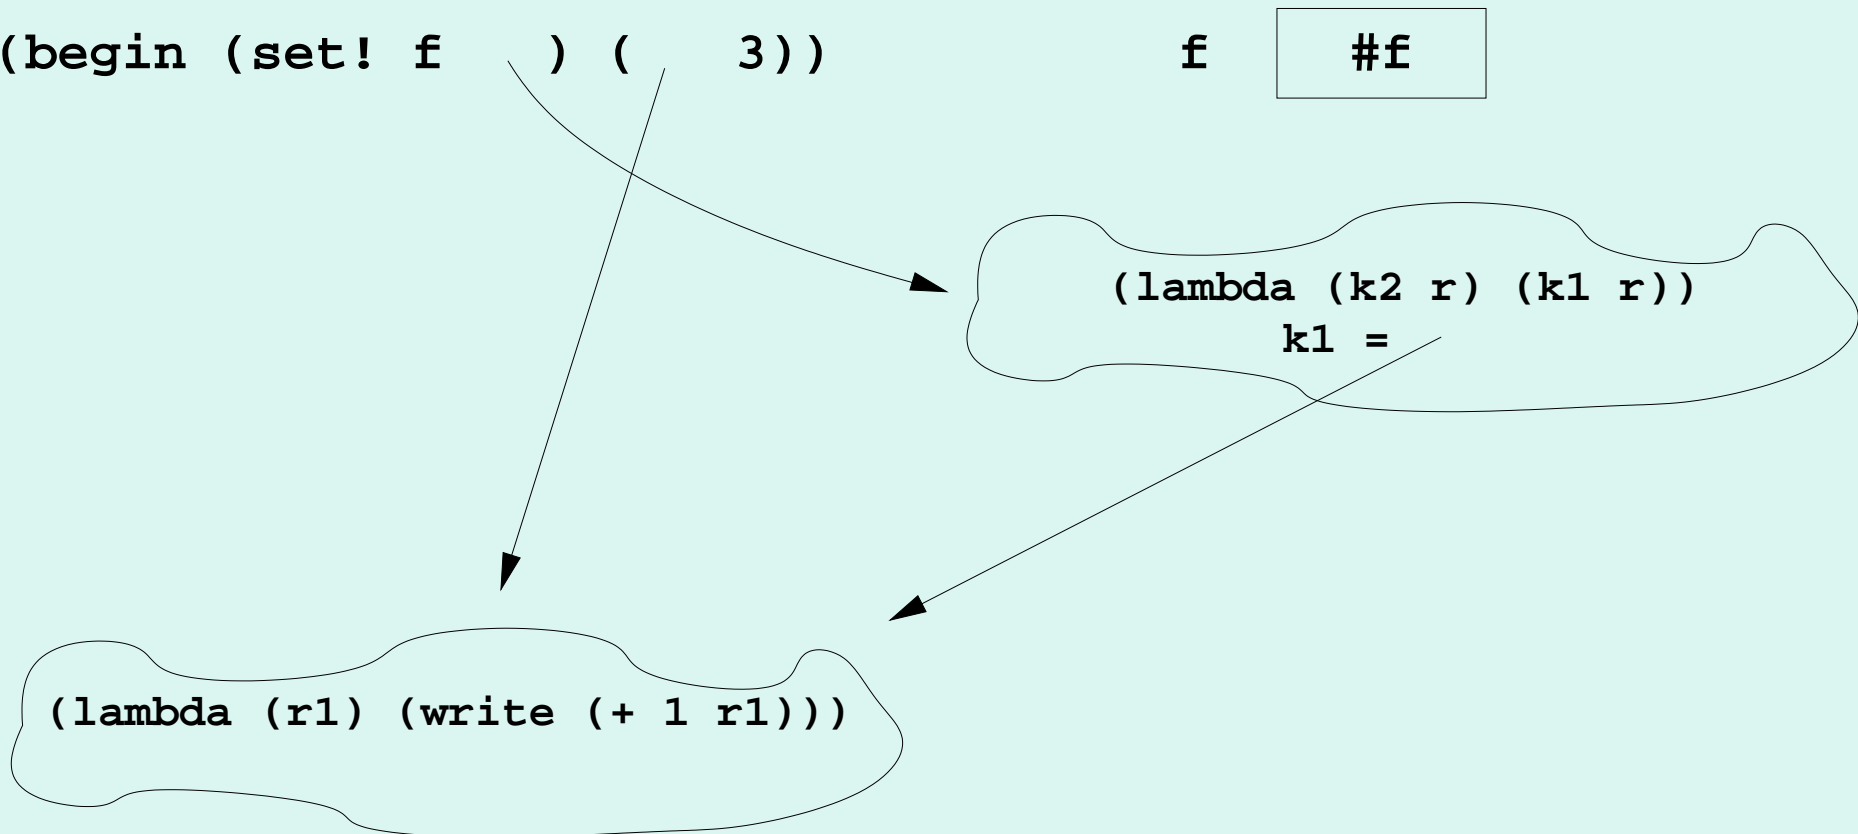 (begin (set! f ) ( 3)) f #f
(lambda (k2 r) (k1 r))
k1 =
(lambda (r1) (write (+ 1 r1)))